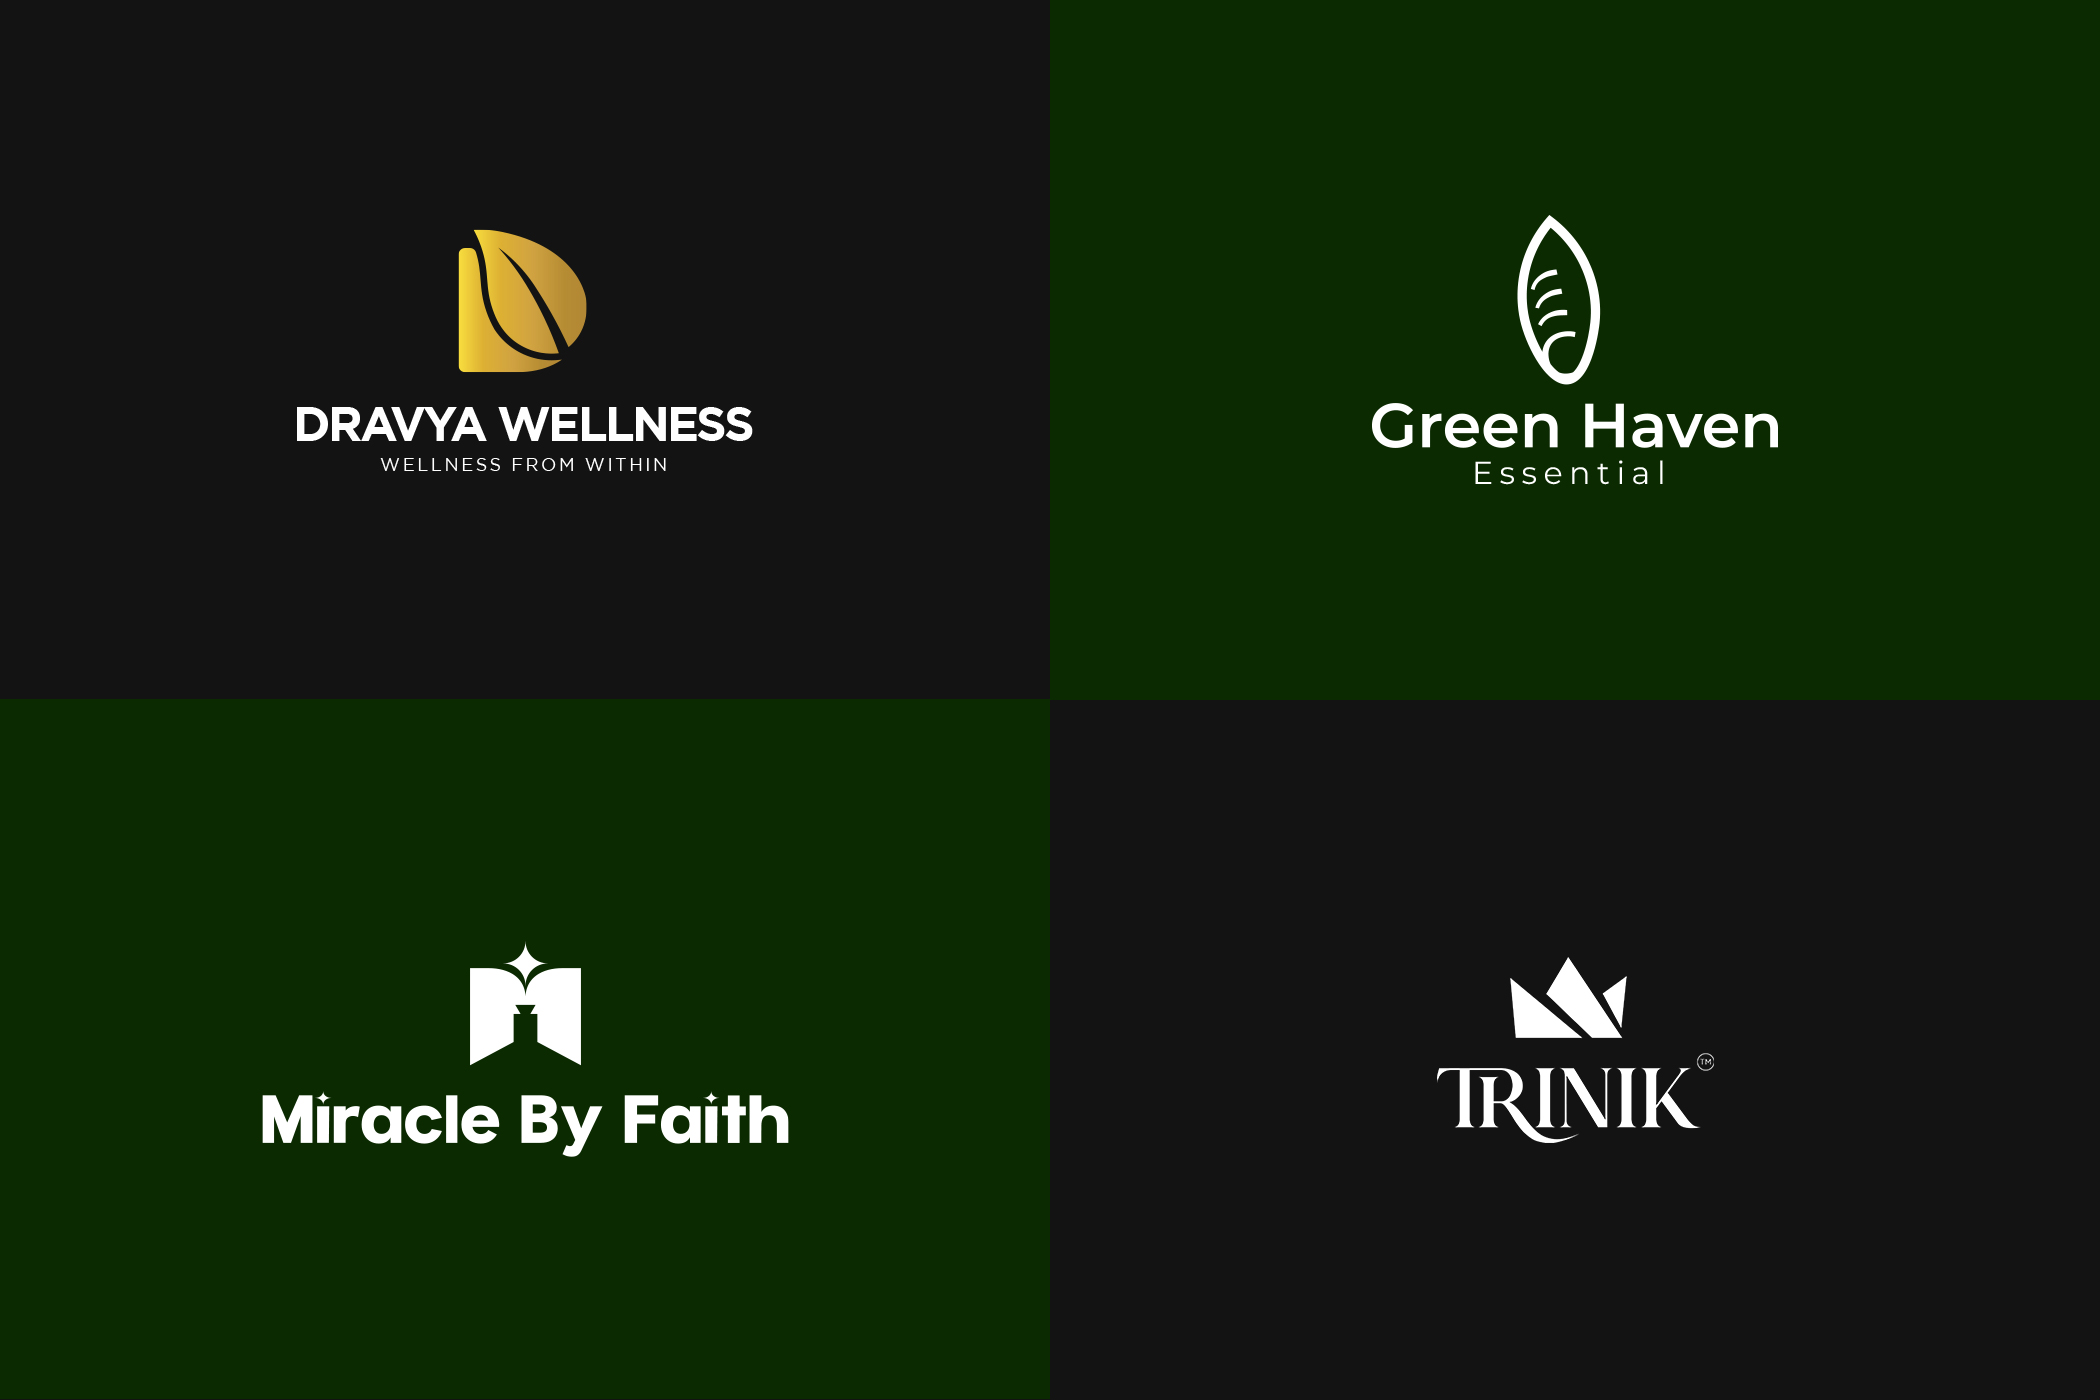 DRAVYA WELLNESS
WELLNESS FROM WITHIN
Green Haven
Essential
Miracle By Faith
TRINIK ™